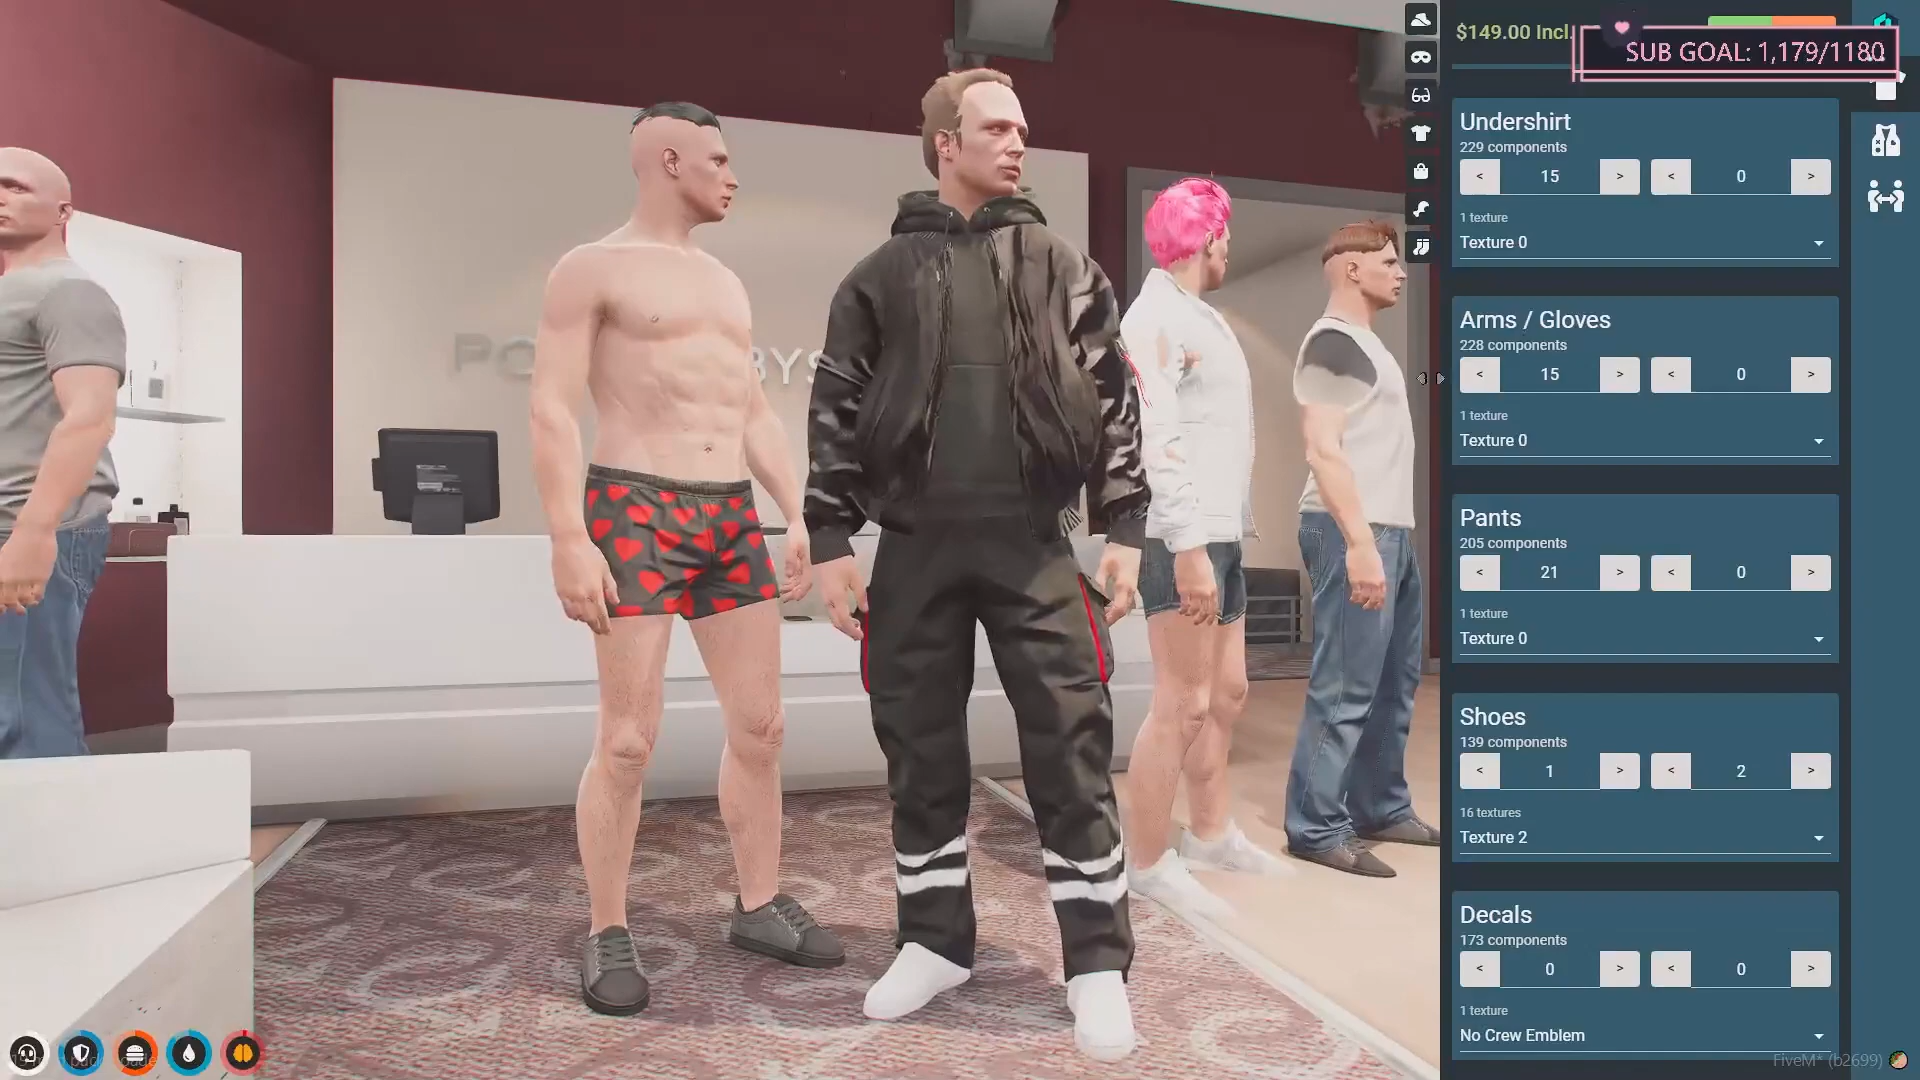 $149.00 Incl.
SUB GOAL: 1,179/1180
Undershirt
229 components
< 15 > < 0 >
1 texture
Texture 0
Arms / Gloves
228 components
< 15 > < 0 >
1 texture
Texture 0
Pants
205 components
< 21 > < 0 >
1 texture
Texture 0
Shoes
139 components
< 1 > < 2 >
16 textures
Texture 2
Decals
173 components
< 0 > < 0 >
1 texture
No Crew Emblem
FiveM* (b2699)